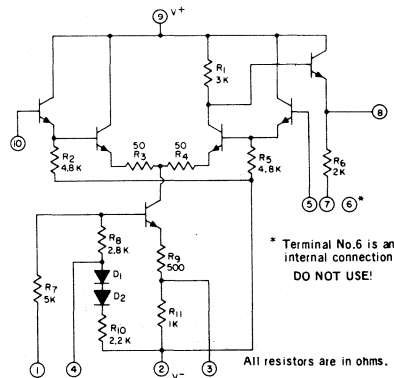 9 V+
R1
3K
10
8
R2
4.8K
50
R3
50
R4
R5
4.8K
R6
2K
5 7 6*
* Terminal No.6 is an
internal connection
DO NOT USE!
R8
2.8K
R9
500
R7
5K
D1
D2
R10
2.2K
R11
1K
1 4 2 V- 3
All resistors are in ohms.